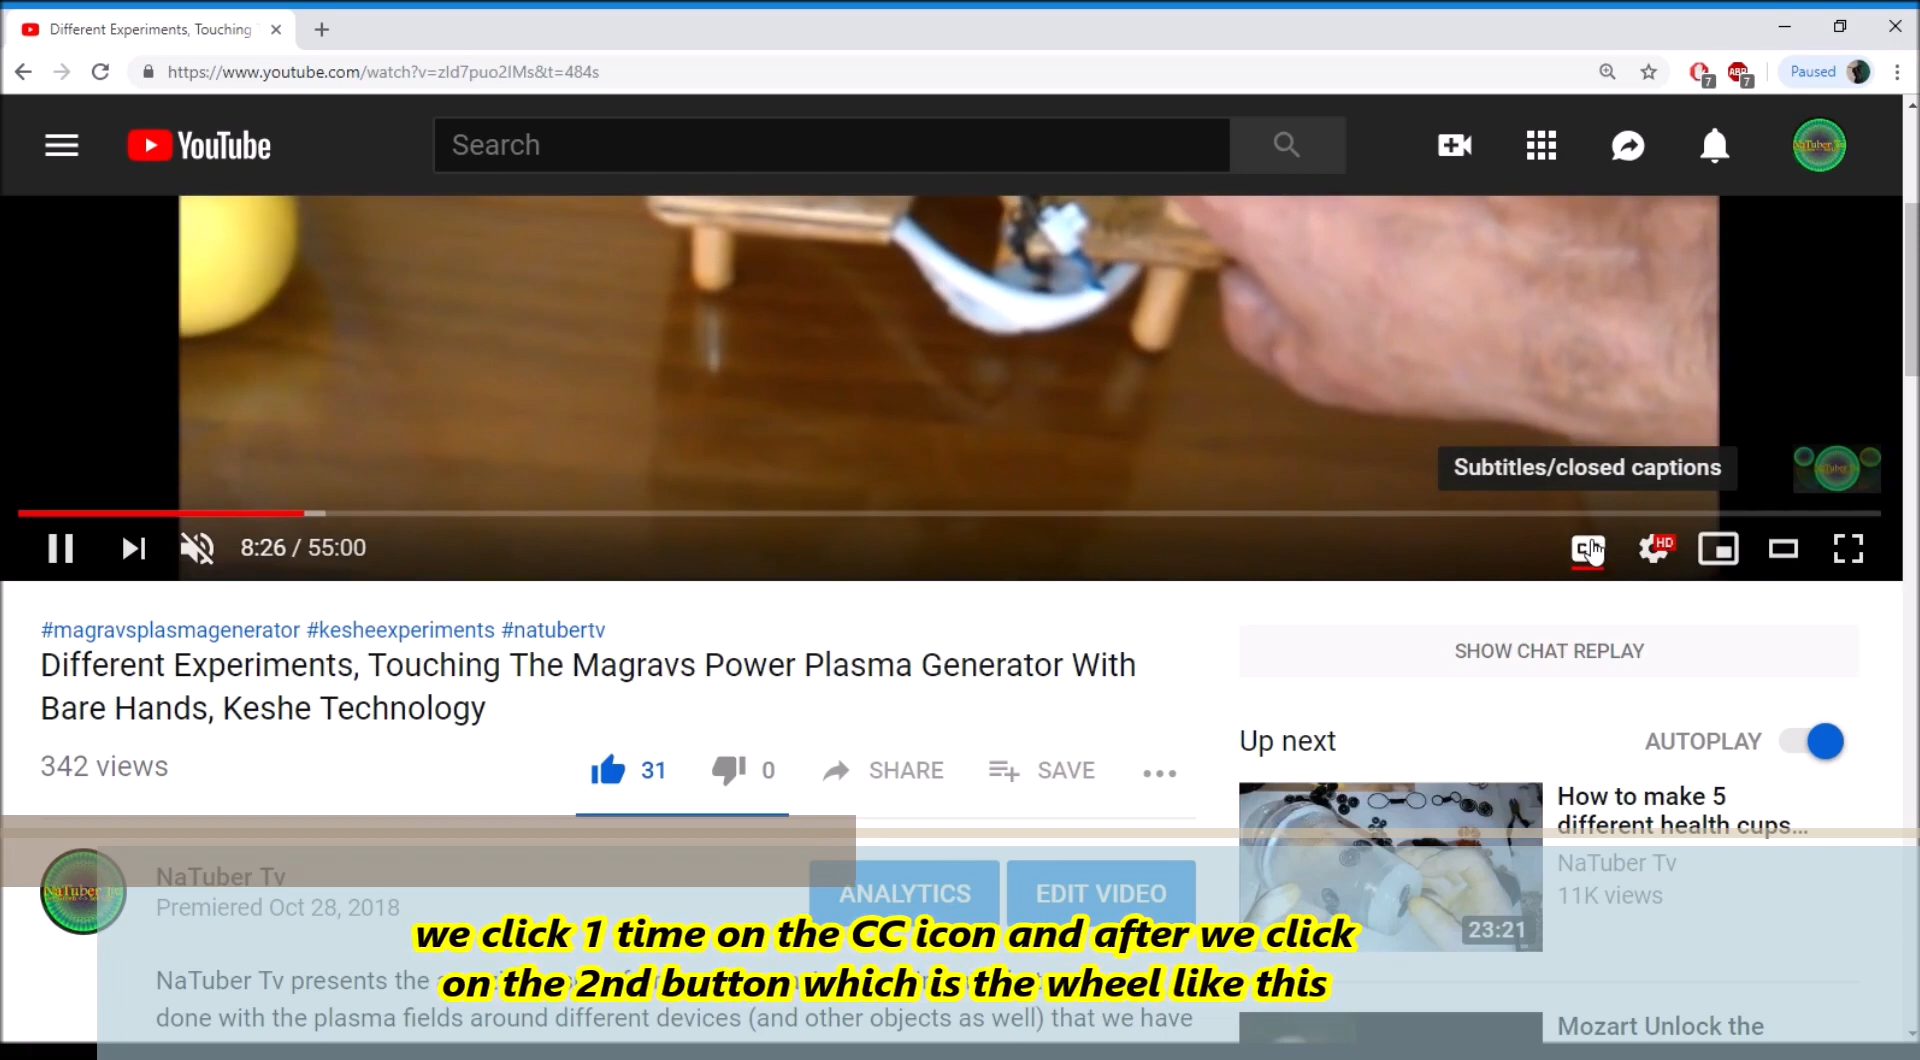 Different Experiments, Touching
Paused
https://www.youtube.com/watch?v=zld7puo2lMs&t=484s
7
ABP
7
YouTube
Search
NaTuber Tv
Subtitles/closed captions
8:26 / 55:00
HD
#magravsplasmagenerator #kesheexperiments #natubertv
Different Experiments, Touching The Magravs Power Plasma Generator With
Bare Hands, Keshe Technology
342 views
31
0
SHARE
SAVE
SHOW CHAT REPLAY
Up next
AUTOPLAY
How to make 5
different health cups...
NaTuber Tv
11K views
23:21
NaTuber Tv
Premiered Oct 28, 2018
ANALYTICS
EDIT VIDEO
we click 1 time on the CC icon and after we click
on the 2nd button which is the wheel like this
NaTuber Tv presents the
done with the plasma fields around different devices (and other objects as well) that we have
Mozart Unlock the